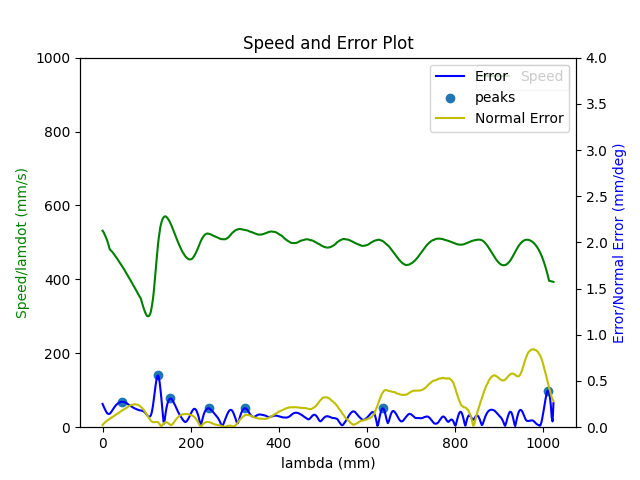 Speed and Error Plot
1000
800
600
400
200
0
Speed/lamdot (mm/s)
0
200
400
600
800
1000
lambda (mm)
4.0
3.5
3.0
2.5
2.0
1.5
1.0
0.5
0.0
Error/Normal Error (mm/deg)
Error
Speed
peaks
Normal Error